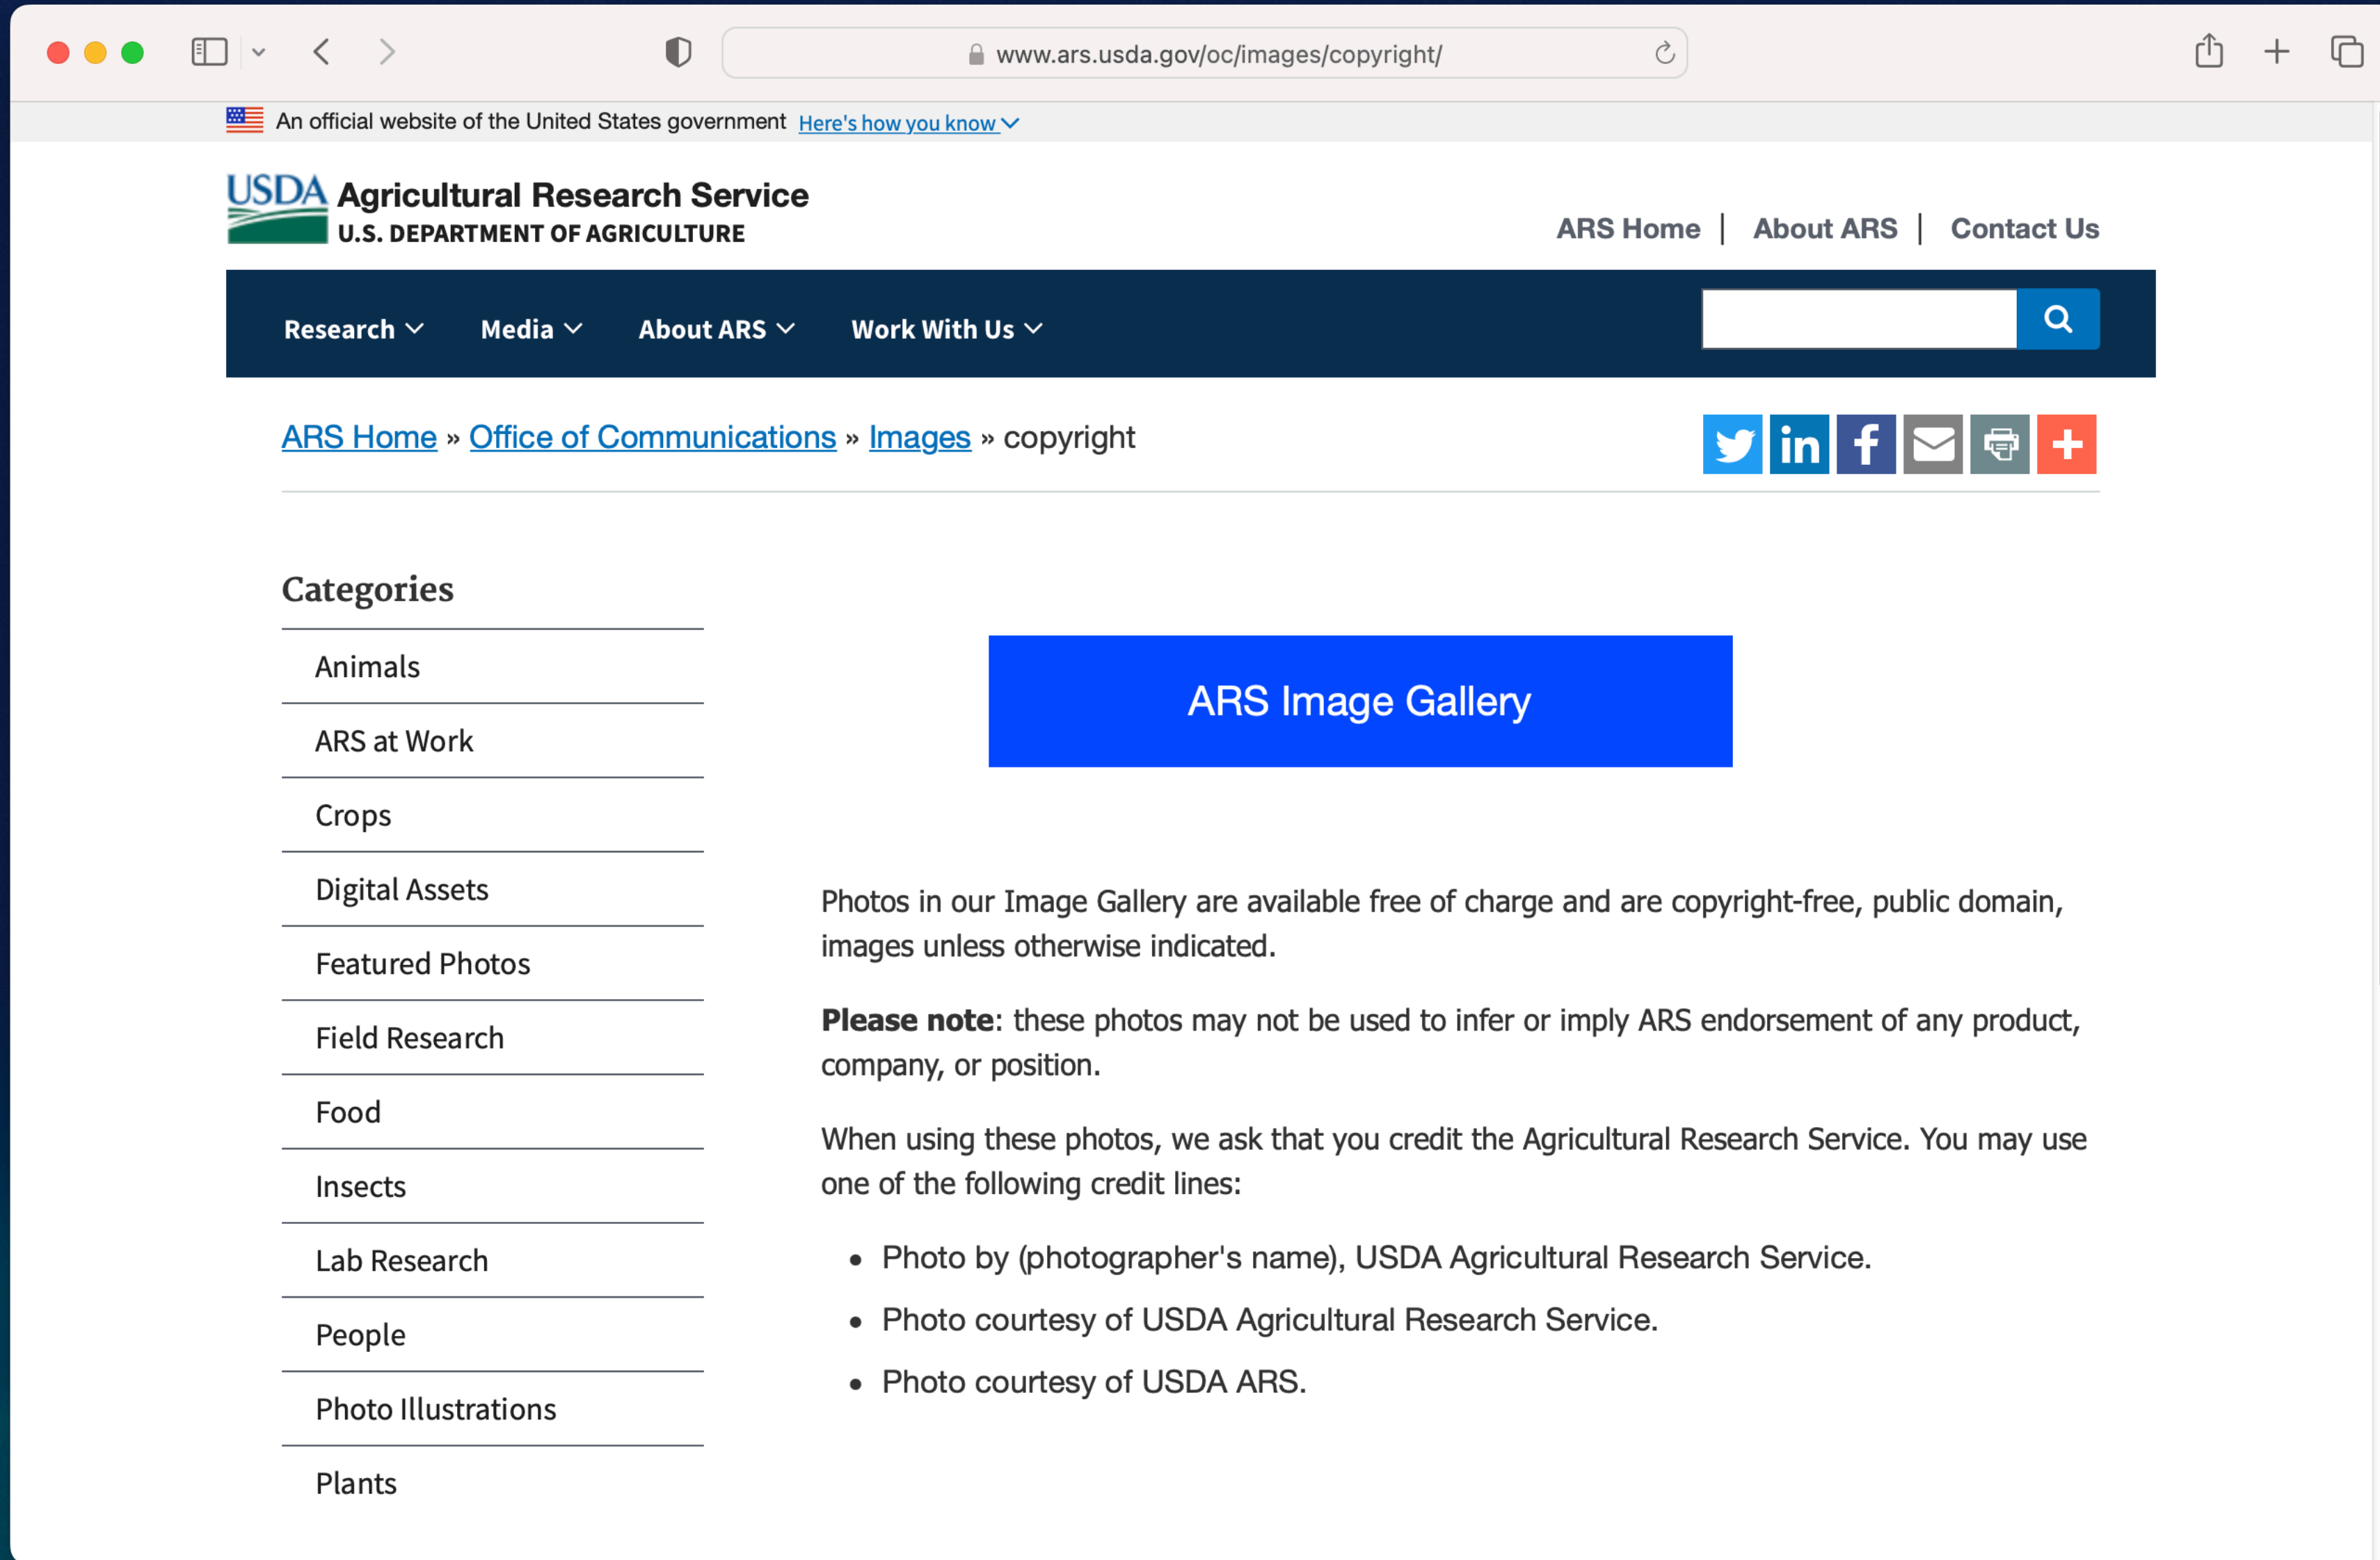 www.ars.usda.gov/oc/images/copyright/
An official website of the United States government Here's how you know
USDA Agricultural Research Service
U.S. DEPARTMENT OF AGRICULTURE
ARS Home | About ARS | Contact Us
Research Media About ARS Work With Us
ARS Home » Office of Communications » Images » copyright
Categories
Animals
ARS at Work
Crops
Digital Assets
Featured Photos
Field Research
Food
Insects
Lab Research
People
Photo Illustrations
Plants
ARS Image Gallery
Photos in our Image Gallery are available free of charge and are copyright-free, public domain,
images unless otherwise indicated.
Please note: these photos may not be used to infer or imply ARS endorsement of any product,
company, or position.
When using these photos, we ask that you credit the Agricultural Research Service. You may use
one of the following credit lines:
• Photo by (photographer's name), USDA Agricultural Research Service.
• Photo courtesy of USDA Agricultural Research Service.
• Photo courtesy of USDA ARS.